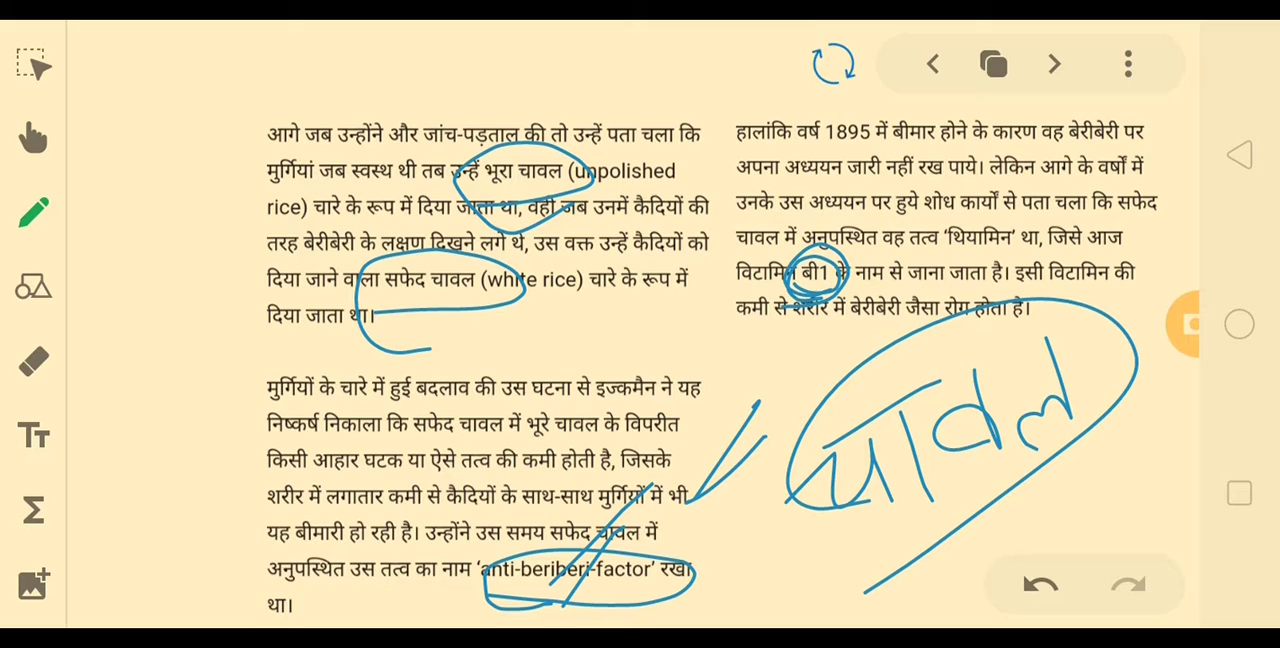 आगे जब उन्होंने और जांच-पड़ताल की तो उन्हें पता चला कि
मुर्गियां जब स्वस्थ थी तब उन्हें भूरा चावल (unpolished
rice) चारे के रूप में दिया जाता था, वहीं जब उनमें कैदियों की
तरह बेरीबेरी के लक्षण दिखने लगे थे, उस वक्त उन्हें कैदियों को
दिया जाने वाला सफेद चावल (white rice) चारे के रूप में
दिया जाता था।
मुर्गियों के चारे में हुई बदलाव की उस घटना से इज्कमैन ने यह
निष्कर्ष निकाला कि सफेद चावल में भूरे चावल के विपरीत
किसी आहार घटक या ऐसे तत्व की कमी होती है, जिसके
शरीर में लगातार कमी से कैदियों के साथ-साथ मुर्गियों में भी
यह बीमारी हो रही है। उन्होंने उस समय सफेद चावल में
अनुपस्थित उस तत्व का नाम ‘anti-beriberi-factor’ रखा
था।
हालांकि वर्ष 1895 में बीमार होने के कारण वह बेरीबेरी पर
अपना अध्ययन जारी नहीं रख पाये। लेकिन आगे के वर्षों में
उनके उस अध्ययन पर हुये शोध कार्यों से पता चला कि सफेद
चावल में अनुपस्थित वह तत्व ‘थियामिन’ था, जिसे आज
विटामिन बी1 के नाम से जाना जाता है। इसी विटामिन की
कमी से शरीर में बेरीबेरी जैसा रोग होता है।
चावल